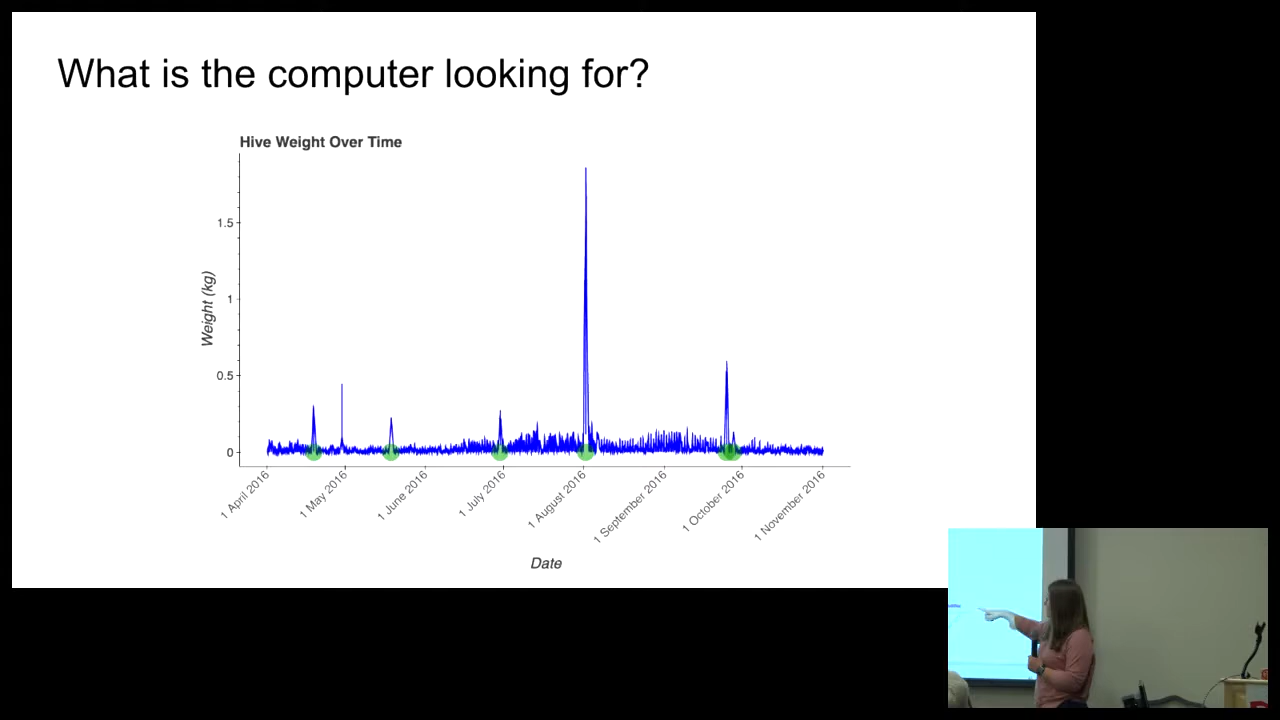 What is the computer looking for?
Hive Weight Over Time
Weight (kg)
1.5
1
0.5
0
1 April 2016
1 May 2016
1 June 2016
1 July 2016
1 August 2016
1 September 2016
1 October 2016
1 November 2016
Date